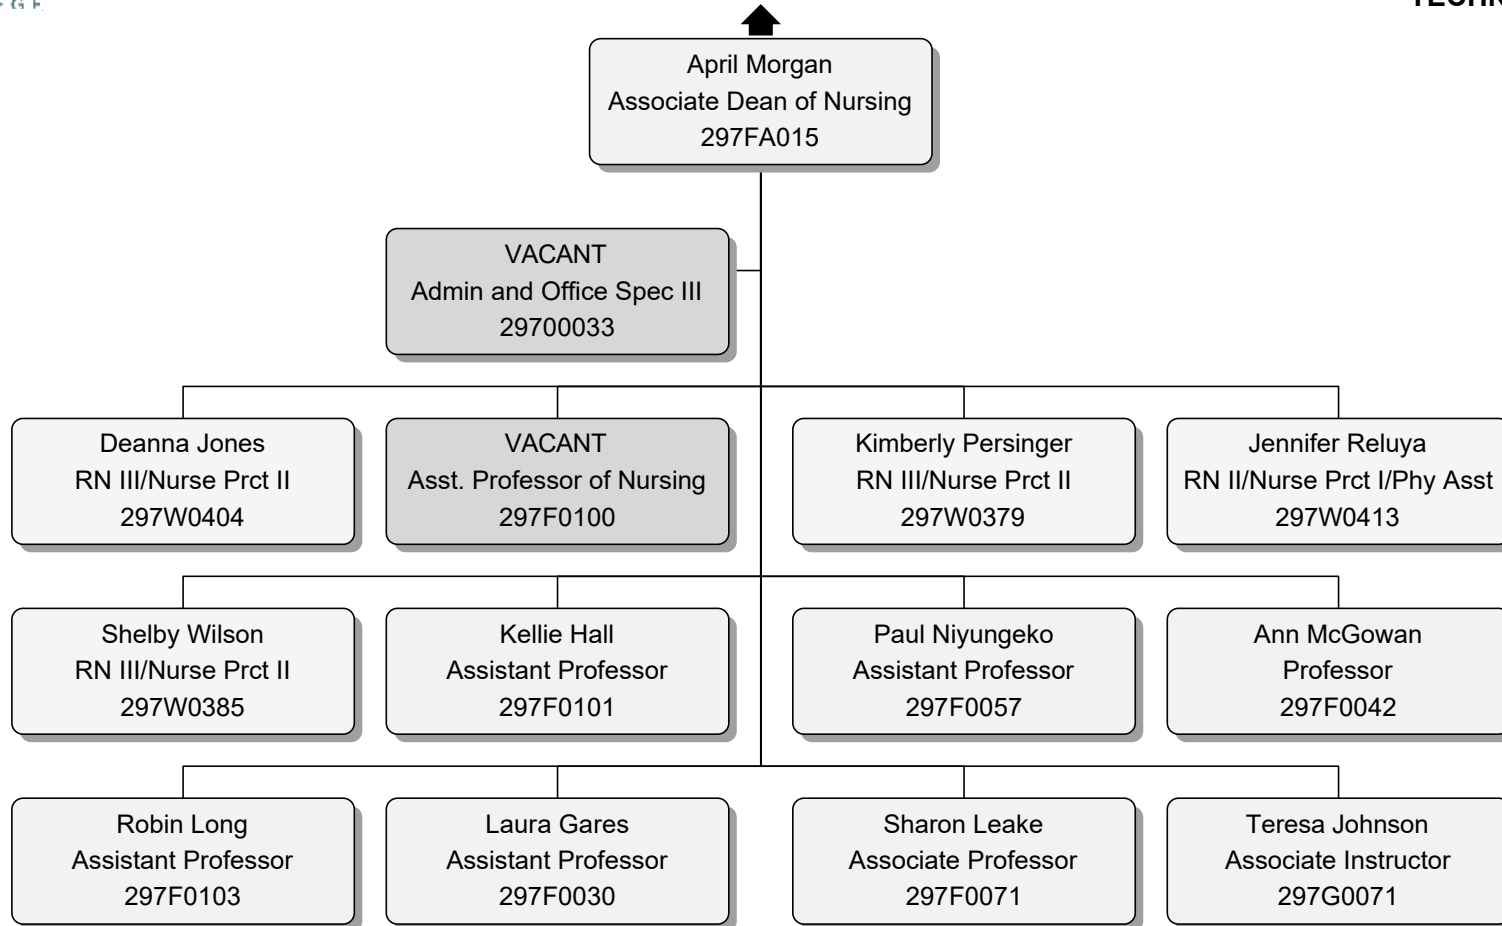 April Morgan
Associate Dean of Nursing
297FA015
VACANT
Admin and Office Spec III
29700033
Deanna Jones
RN III/Nurse Prct II
297W0404
VACANT
Asst. Professor of Nursing
297F0100
Kimberly Persinger
RN III/Nurse Prct II
297W0379
Jennifer Reluya
RN II/Nurse Prct I/Phy Asst
297W0413
Shelby Wilson
RN III/Nurse Prct II
297W0385
Kellie Hall
Assistant Professor
297F0101
Paul Niyungeko
Assistant Professor
297F0057
Ann McGowan
Professor
297F0042
Robin Long
Assistant Professor
297F0103
Laura Gares
Assistant Professor
297F0030
Sharon Leake
Associate Professor
297F0071
Teresa Johnson
Associate Instructor
297G0071